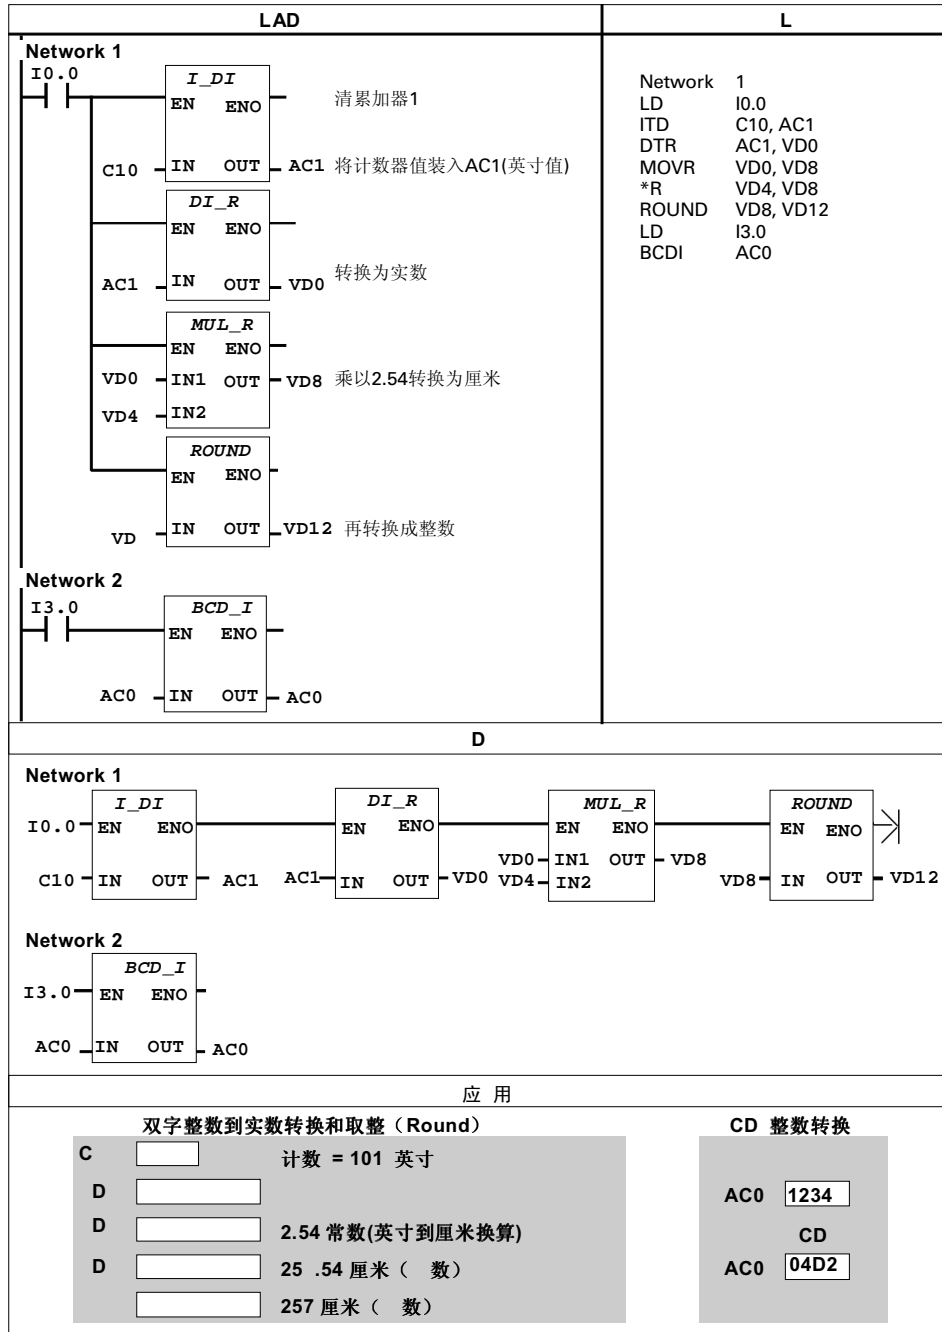 LAD
L
Network 1
I0.0
I_DI
EN ENO
清累加器1
C10 IN OUT AC1 将计数器值装入AC1(英寸值)
DI_R
EN ENO
AC1 IN OUT VD0 转换为实数
MUL_R
EN ENO
VD0 IN1 OUT VD8 乘以2.54转换为厘米
VD4 IN2
ROUND
EN ENO
VD IN OUT VD12 再转换成整数
Network 2
I3.0
BCD_I
EN ENO
AC0 IN OUT AC0
Network 1
LD I0.0
ITD C10, AC1
DTR AC1, VD0
MOVR VD0, VD8
*R VD4, VD8
ROUND VD8, VD12
LD I3.0
BCDI AC0
D
Network 1
I_DI DI_R MUL_R ROUND
I0.0 EN ENO EN ENO EN ENO EN ENO
C10 IN OUT AC1 AC1 IN OUT VD0 VD0 IN1 OUT VD8 VD8 IN OUT VD12
VD4 IN2
Network 2
BCD_I
I3.0 EN ENO
AC0 IN OUT AC0
应 用
双字整数到实数转换和取整（Round）
C 计数 = 101 英寸
D
D 2.54 常数(英寸到厘米换算)
D 25 .54 厘米（ 数）
257 厘米（ 数）
CD 整数转换
AC0 1234
CD
AC0 04D2